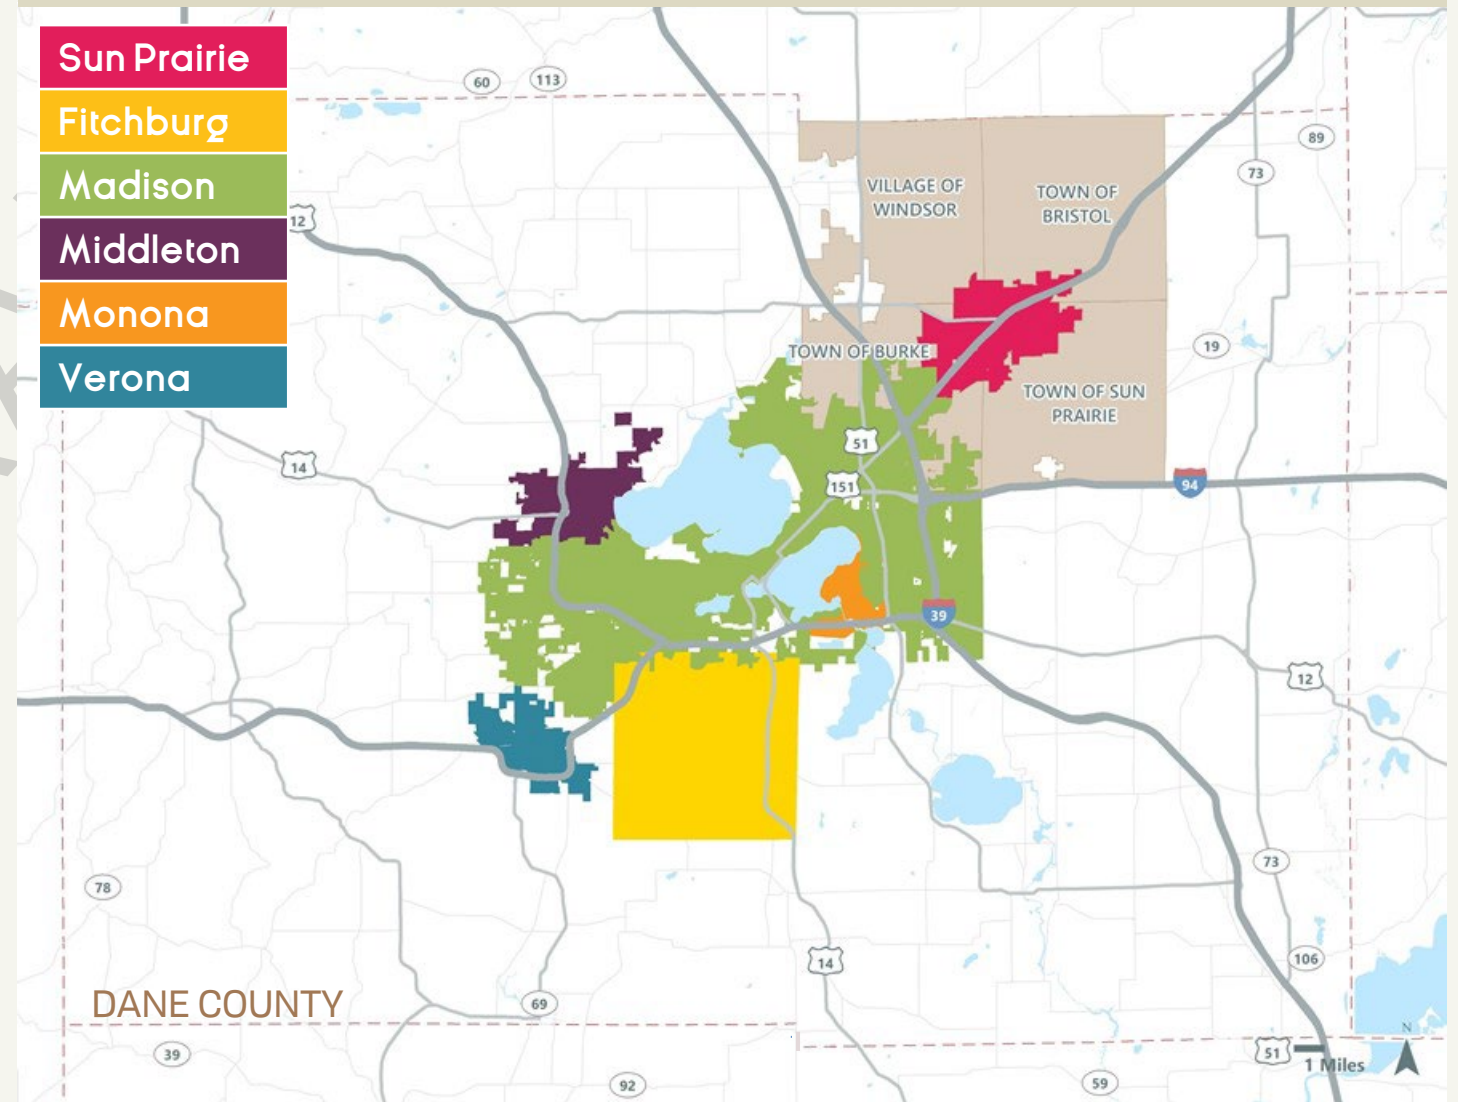 Sun Prairie
Fitchburg
Madison
Middleton
Monona
Verona
60
113
89
73
12
VILLAGE OF
WINDSOR
TOWN OF
BRISTOL
19
TOWN OF BURKE
TOWN OF SUN
PRAIRIE
51
14
151
94
39
12
73
78
106
14
DANE COUNTY
69
N
39
51
1 Miles
92
59